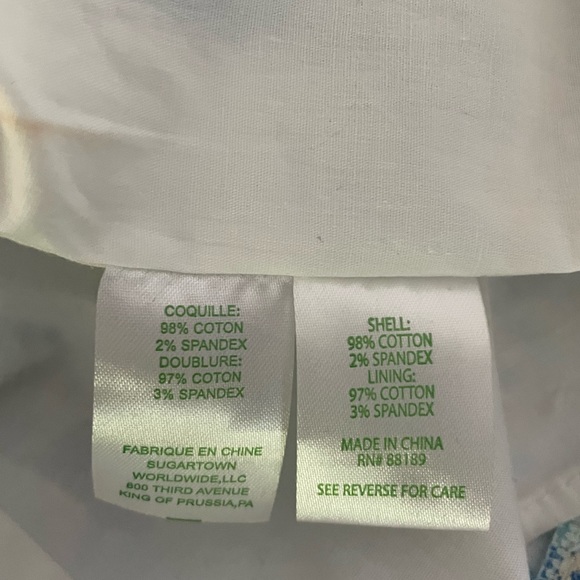 COQUILLE:
98% COTON
2% SPANDEX
DOUBLURE:
97% COTON
3% SPANDEX
FABRIQUE EN CHINE
SUGARTOWN
WORLDWIDE,LLC
800 THIRD AVENUE
KING OF PRUSSIA,PA
SHELL:
98% COTTON
2% SPANDEX
LINING:
97% COTTON
3% SPANDEX
MADE IN CHINA
RN# 88189
SEE REVERSE FOR CARE